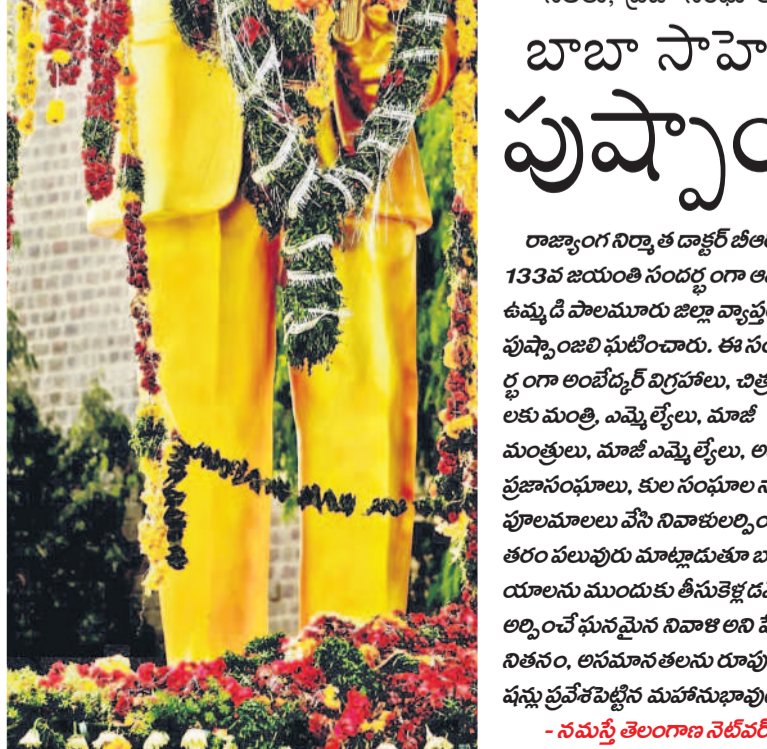 బాబా సాహె
పుష్పాం
రాజ్యాంగ నిర్మాత డాక్టర్ బీఆ
133వ జయంతి సందర్భంగా ఆ
ఉమ్మడి పాలమూరు జిల్లా వ్యాప్త
పుష్పాంజలి ఘటించారు. ఈ సం
ర్భంగా అంబేద్కర్ విగ్రహాలు, చిత్ర
లకు మంత్రి, ఎమ్మెల్యేలు, మాజీ
మంత్రులు, మాజీ ఎమ్మెల్యేలు, అ
ప్రజాసంఘాలు, కుల సంఘాల నా
పూలమాలలు వేసి నివాళులర్పిం
తరం పలువురు మాట్లాడుతూ బా
యాలను ముందుకు తీసుకెళ్లడ
అర్పించే ఘనమైన నివాళి అని పే
నితనం, అసమానతలను రూపు
షన్లు ప్రవేశపెట్టిన మహానుభావు
- నమస్తే తెలంగాణ నెట్‌వర్